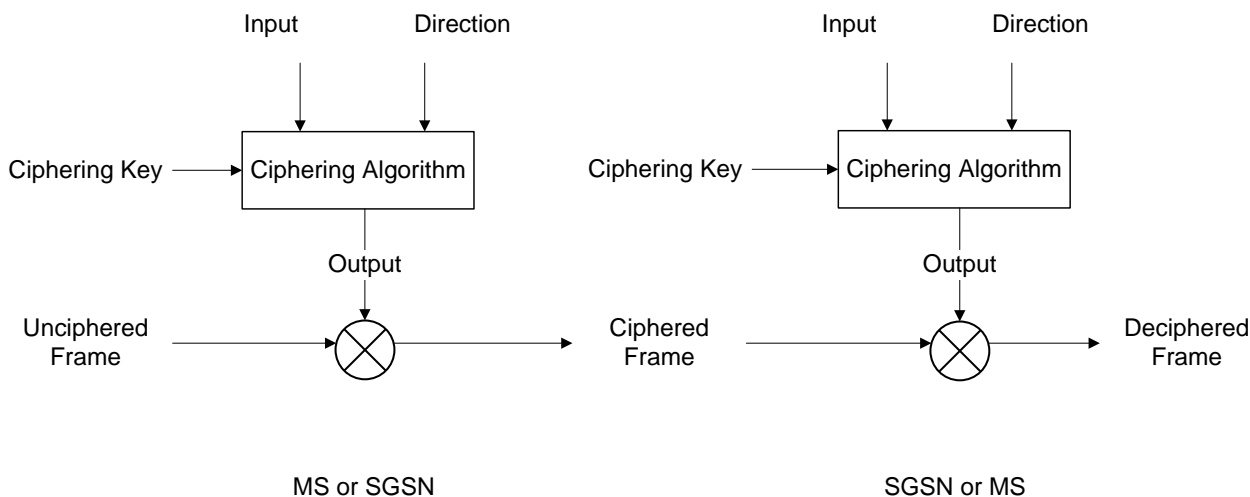 Input Direction Input Direction
Ciphering Key Ciphering Algorithm Ciphering Key Ciphering Algorithm
Output Output
Unciphered Frame Ciphered Frame Deciphered Frame
MS or SGSN SGSN or MS